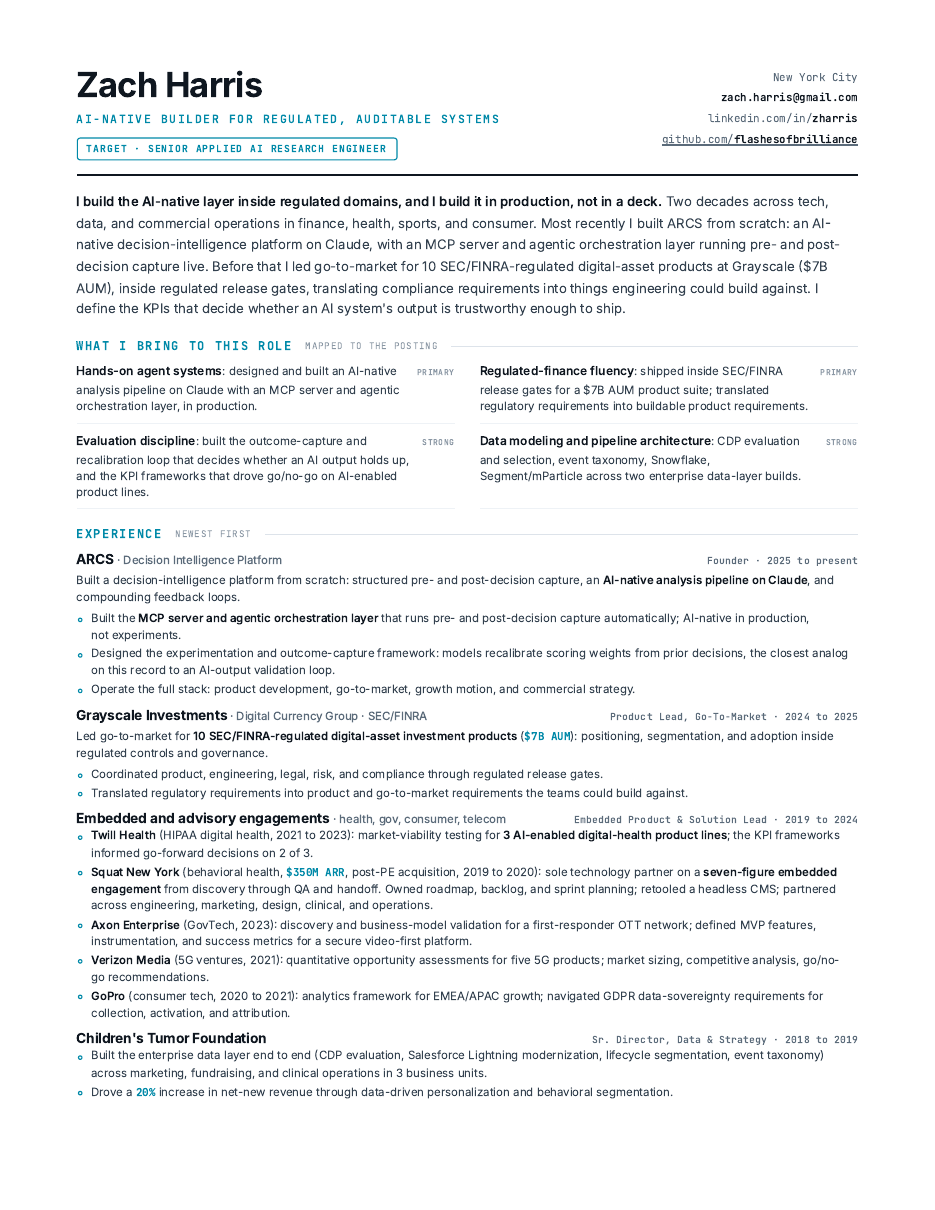 Zach Harris
AI-NATIVE BUILDER FOR REGULATED, AUDITABLE SYSTEMS
TARGET · SENIOR APPLIED AI RESEARCH ENGINEER
New York City
zach.harris@gmail.com
linkedin.com/in/zharris
github.com/flashesofbrilliance
I build the AI-native layer inside regulated domains, and I build it in production, not in a deck. Two decades across tech,
data, and commercial operations in finance, health, sports, and consumer. Most recently I built ARCS from scratch: an AI-
native decision-intelligence platform on Claude, with an MCP server and agentic orchestration layer running pre- and post-
decision capture live. Before that I led go-to-market for 10 SEC/FINRA-regulated digital-asset products at Grayscale ($7B
AUM), inside regulated release gates, translating compliance requirements into things engineering could build against. I
define the KPIs that decide whether an AI system's output is trustworthy enough to ship.
WHAT I BRING TO THIS ROLE MAPPED TO THE POSTING
Hands-on agent systems: designed and built an AI-native PRIMARY
analysis pipeline on Claude with an MCP server and agentic
orchestration layer, in production.
Regulated-finance fluency: shipped inside SEC/FINRA PRIMARY
release gates for a $7B AUM product suite; translated
regulatory requirements into buildable product requirements.
Evaluation discipline: built the outcome-capture and STRONG
recalibration loop that decides whether an AI output holds up,
and the KPI frameworks that drove go/no-go on AI-enabled
product lines.
Data modeling and pipeline architecture: CDP evaluation STRONG
and selection, event taxonomy, Snowflake,
Segment/mParticle across two enterprise data-layer builds.
EXPERIENCE NEWEST FIRST
ARCS · Decision Intelligence Platform Founder · 2025 to present
Built a decision-intelligence platform from scratch: structured pre- and post-decision capture, an AI-native analysis pipeline on Claude, and
compounding feedback loops.
Built the MCP server and agentic orchestration layer that runs pre- and post-decision capture automatically; AI-native in production,
not experiments.
Designed the experimentation and outcome-capture framework: models recalibrate scoring weights from prior decisions, the closest analog
on this record to an AI-output validation loop.
Operate the full stack: product development, go-to-market, growth motion, and commercial strategy.
Grayscale Investments · Digital Currency Group · SEC/FINRA Product Lead, Go-To-Market · 2024 to 2025
Led go-to-market for 10 SEC/FINRA-regulated digital-asset investment products ($7B AUM): positioning, segmentation, and adoption inside
regulated controls and governance.
Coordinated product, engineering, legal, risk, and compliance through regulated release gates.
Translated regulatory requirements into product and go-to-market requirements the teams could build against.
Embedded and advisory engagements · health, gov, consumer, telecom Embedded Product & Solution Lead · 2019 to 2024
Twill Health (HIPAA digital health, 2021 to 2023): market-viability testing for 3 AI-enabled digital-health product lines; the KPI frameworks
informed go-forward decisions on 2 of 3.
Squat New York (behavioral health, $350M ARR, post-PE acquisition, 2019 to 2020): sole technology partner on a seven-figure embedded
engagement from discovery through QA and handoff. Owned roadmap, backlog, and sprint planning; retooled a headless CMS; partnered
across engineering, marketing, design, clinical, and operations.
Axon Enterprise (GovTech, 2023): discovery and business-model validation for a first-responder OTT network; defined MVP features,
instrumentation, and success metrics for a secure video-first platform.
Verizon Media (5G ventures, 2021): quantitative opportunity assessments for five 5G products; market sizing, competitive analysis, go/no-
go recommendations.
GoPro (consumer tech, 2020 to 2021): analytics framework for EMEA/APAC growth; navigated GDPR data-sovereignty requirements for
collection, activation, and attribution.
Children's Tumor Foundation Sr. Director, Data & Strategy · 2018 to 2019
Built the enterprise data layer end to end (CDP evaluation, Salesforce Lightning modernization, lifecycle segmentation, event taxonomy)
across marketing, fundraising, and clinical operations in 3 business units.
Drove a 20% increase in net-new revenue through data-driven personalization and behavioral segmentation.